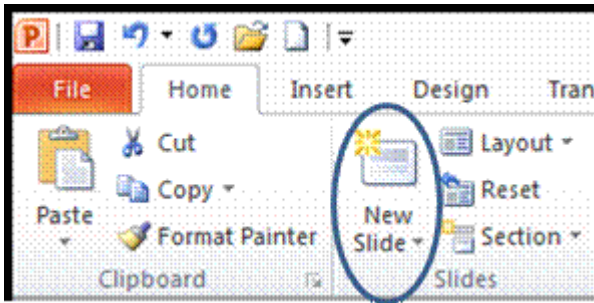 P
File Home Insert Design Tran
Cut
Copy
Paste
Format Painter
Clipboard
New
Slide
Layout
Reset
Section
Slides